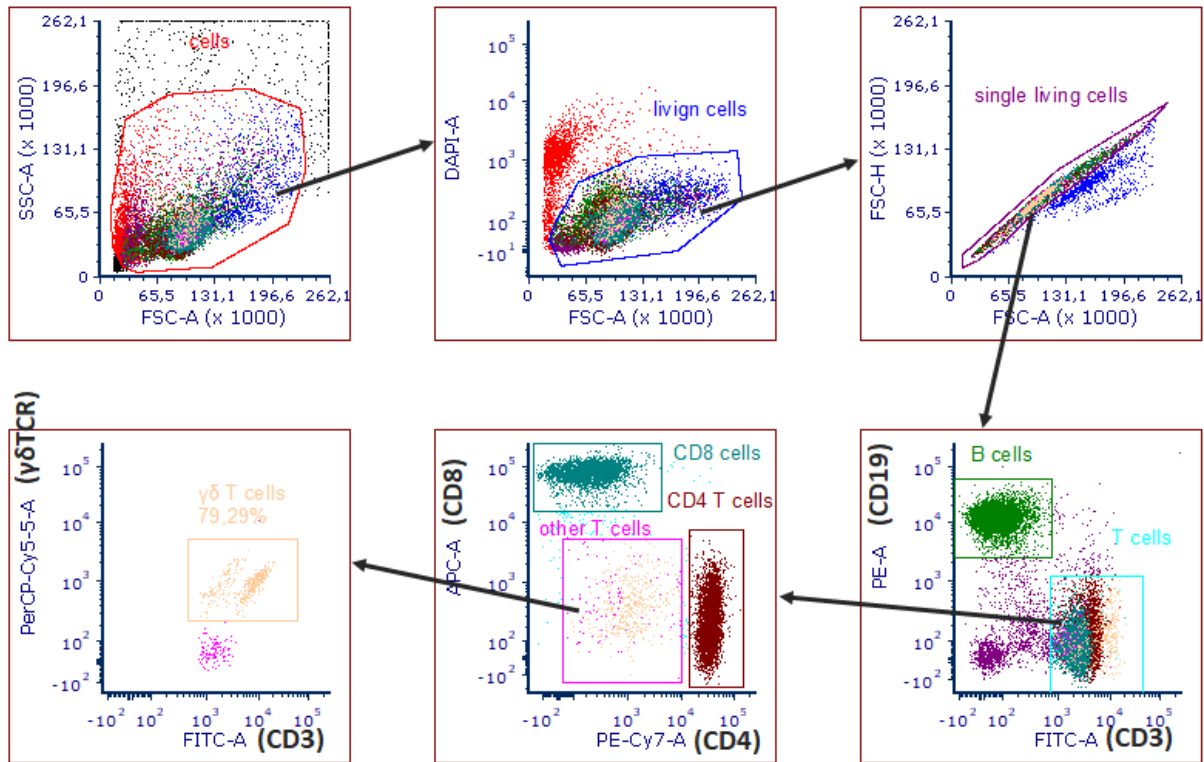 262,1
196,6
131,1
65,5
0
SSC-A (x 1000)
cells
0 65,5 131,1 196,6 262,1
FSC-A (x 1000)
10^5
10^4
10^3
10^2
-10^1
DAPI-A
livign cells
0 65,5 131,1 196,6 262,1
FSC-A (x 1000)
262,1
196,6
131,1
65,5
0
FSC-H (x 1000)
single living cells
0 65,5 131,1 196,6 262,1
FSC-A (x 1000)
10^5
10^4
10^3
10^2
-10^2
PerCP-Cy5-5-A (γδTCR)
γδ T cells
79,29%
-10^2 10^2 10^3 10^4 10^5
FITC-A (CD3)
10^5
10^4
10^3
10^2
-10^2
APC-A (CD8)
CD8 cells
CD4 T cells
other T cells
-10^2 10^2 10^3 10^4 10^5
PE-Cy7-A (CD4)
10^5
10^4
10^3
10^2
-10^2
PE-A (CD19)
B cells
T cells
-10^2 10^2 10^3 10^4 10^5
FITC-A (CD3)